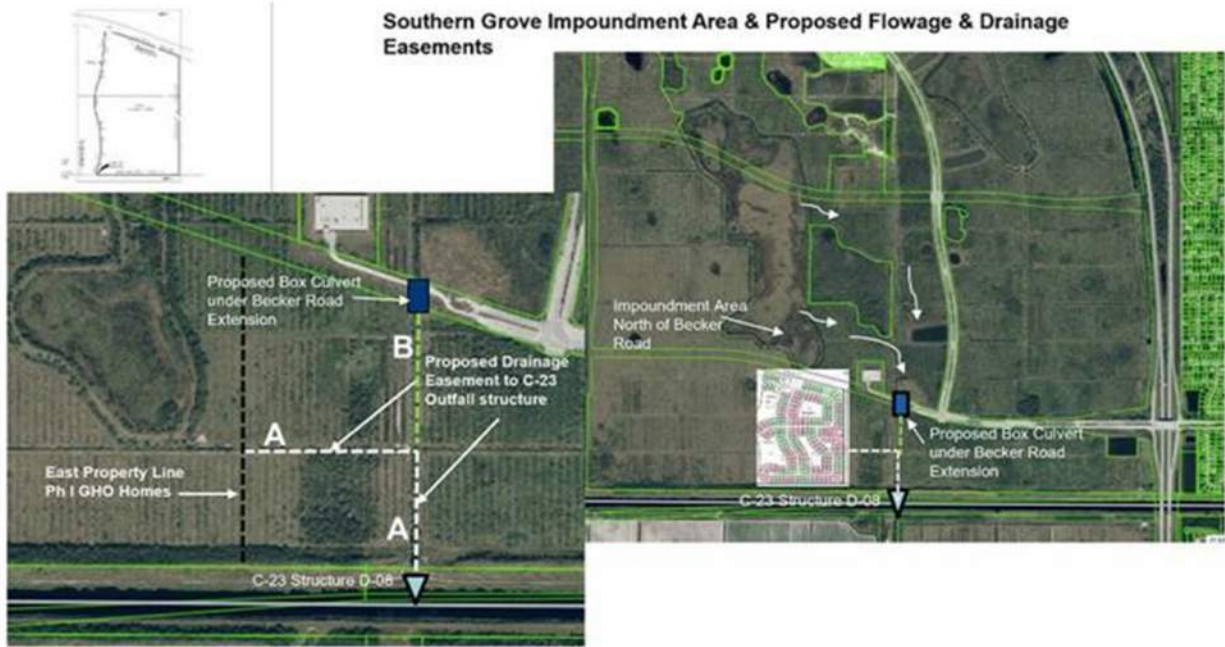 Southern Grove Impoundment Area & Proposed Flowage & Drainage
Easements
Proposed Box Culvert
under Becker Road
Extension
B
Proposed Drainage
Easement to C-23
Outfall structure
A
East Property Line
Ph I GHO Homes
A
C-23 Structure D-08
Impoundment Area
North of Becker
Road
Proposed Box Culvert
under Becker Road
Extension
C-23 Structure D-08